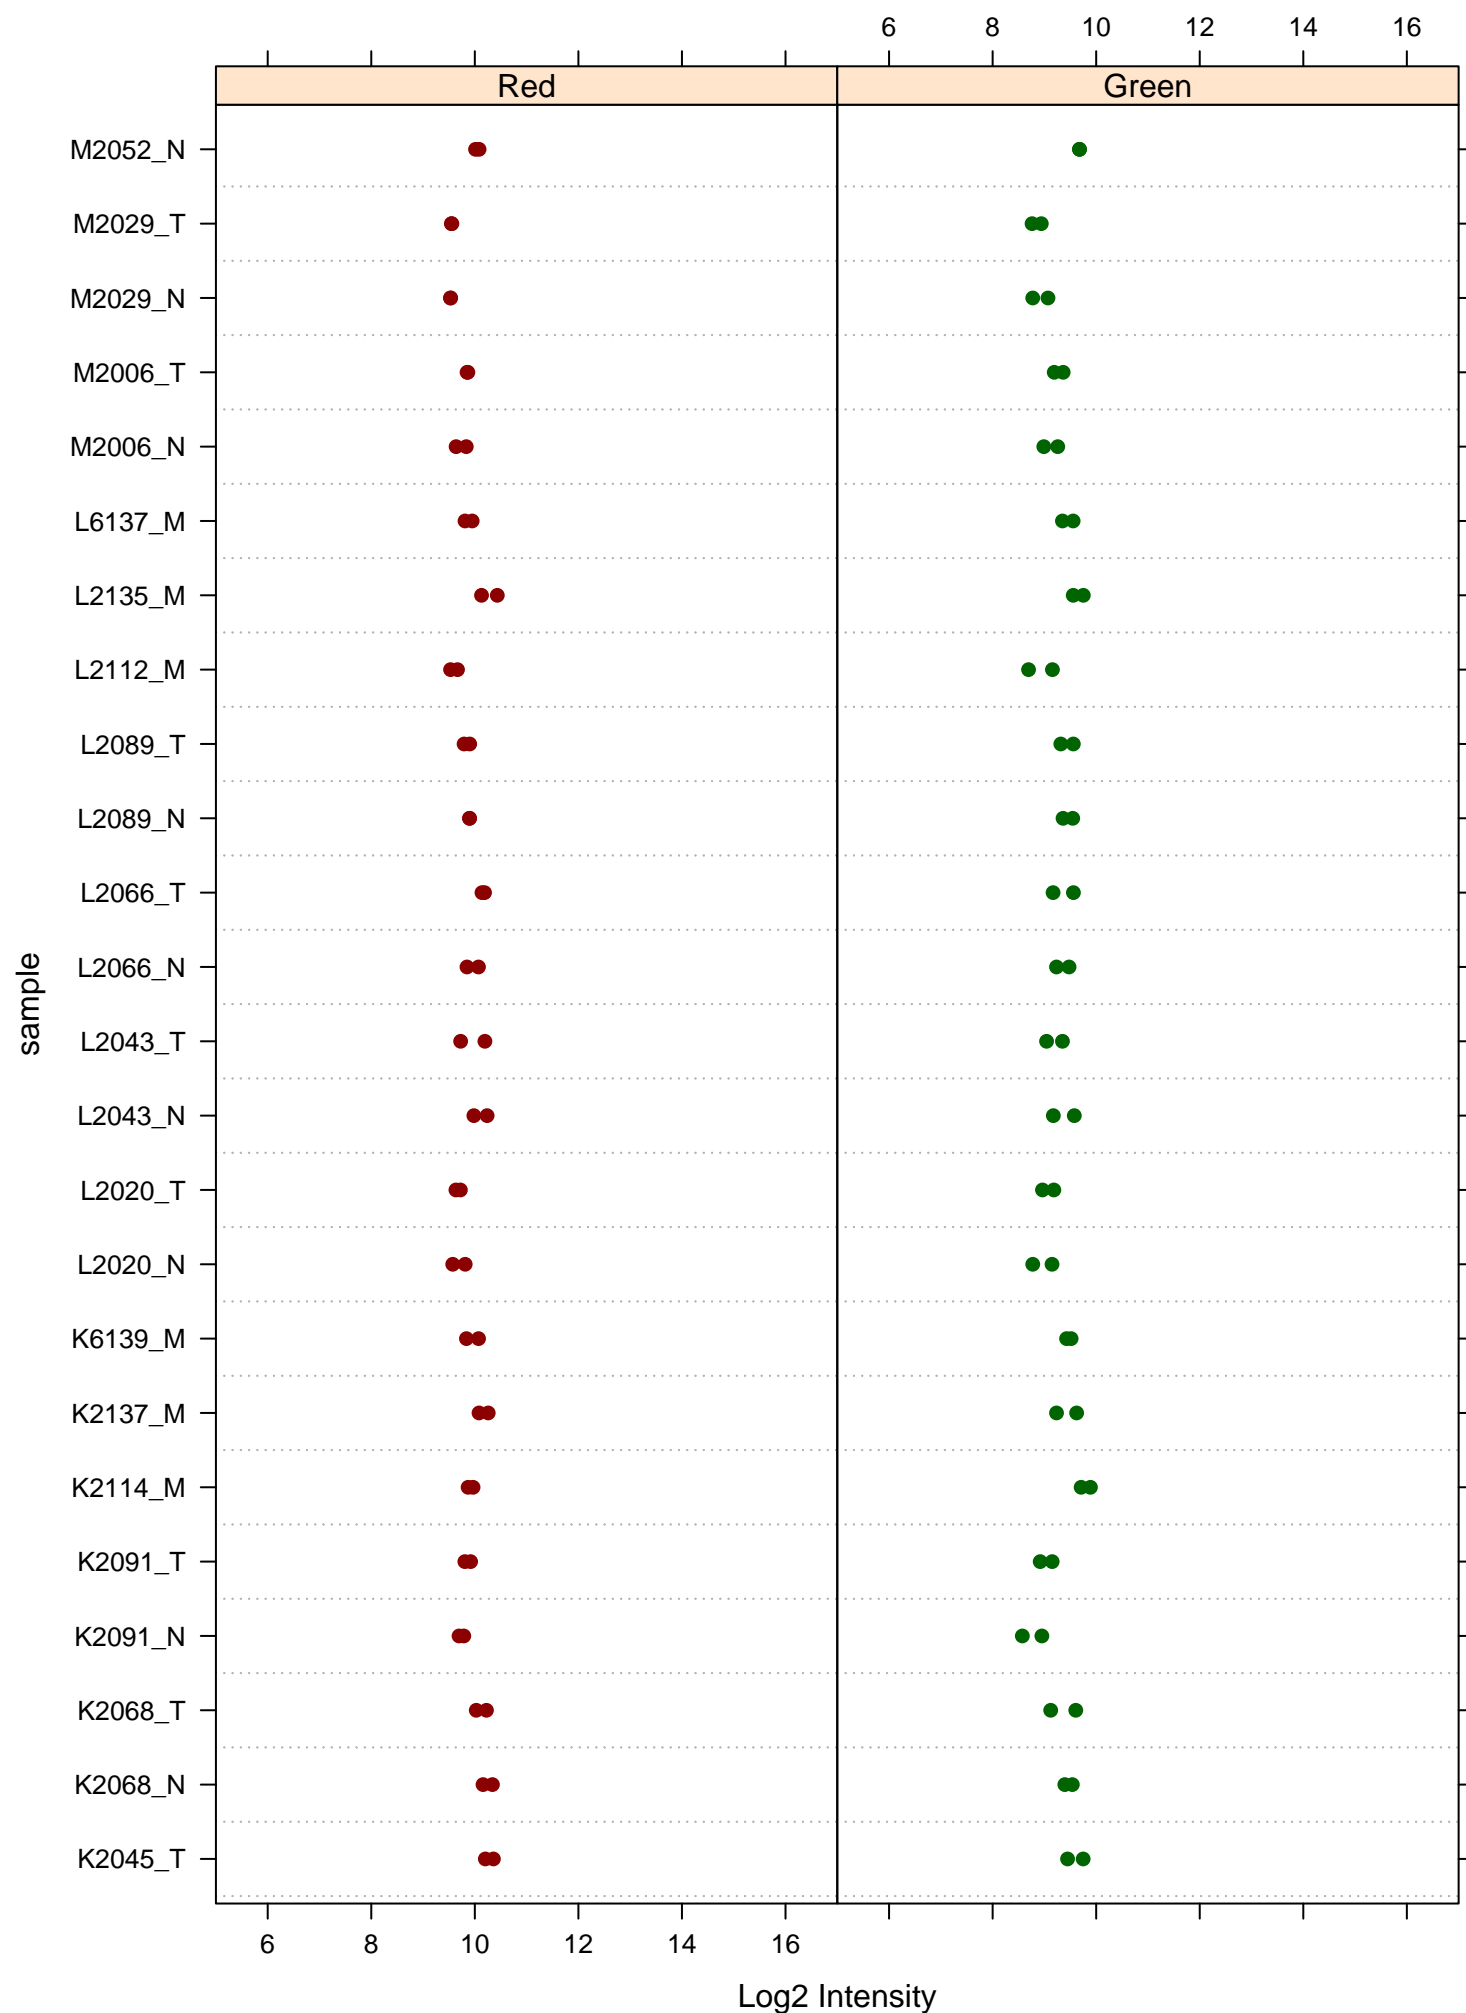 6 8 10 12 14 16
Red Green
M2052_N
M2029_T
M2029_N
M2006_T
M2006_N
L6137_M
L2135_M
L2112_M
L2089_T
L2089_N
L2066_T
L2066_N
L2043_T
L2043_N
L2020_T
L2020_N
K6139_M
K2137_M
K2114_M
K2091_T
K2091_N
K2068_T
K2068_N
K2045_T
sample
6 8 10 12 14 16
Log2 Intensity